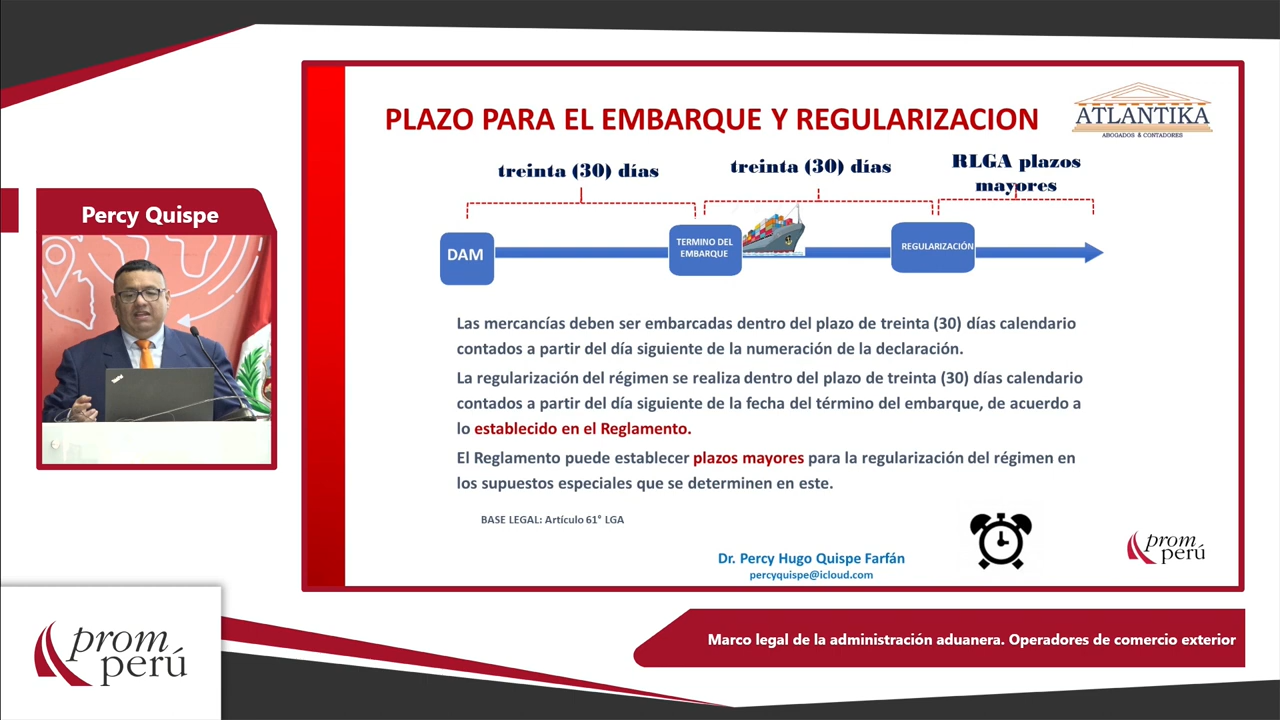 Percy Quispe
PLAZO PARA EL EMBARQUE Y REGULARIZACION
ATLANTIKA
ABOGADOS & CONTADORES
treinta (30) días
treinta (30) días
RLGA plazos
mayores
DAM
TERMINO DEL
EMBARQUE
REGULARIZACIÓN
Las mercancías deben ser embarcadas dentro del plazo de treinta (30) días calendario
contados a partir del día siguiente de la numeración de la declaración.
La regularización del régimen se realiza dentro del plazo de treinta (30) días calendario
contados a partir del día siguiente de la fecha del término del embarque, de acuerdo a
lo establecido en el Reglamento.
El Reglamento puede establecer plazos mayores para la regularización del régimen en
los supuestos especiales que se determinen en este.
BASE LEGAL: Artículo 61° LGA
Dr. Percy Hugo Quispe Farfán
percyquispe@icloud.com
prom
perú
prom
perú
Marco legal de la administración aduanera. Operadores de comercio exterior